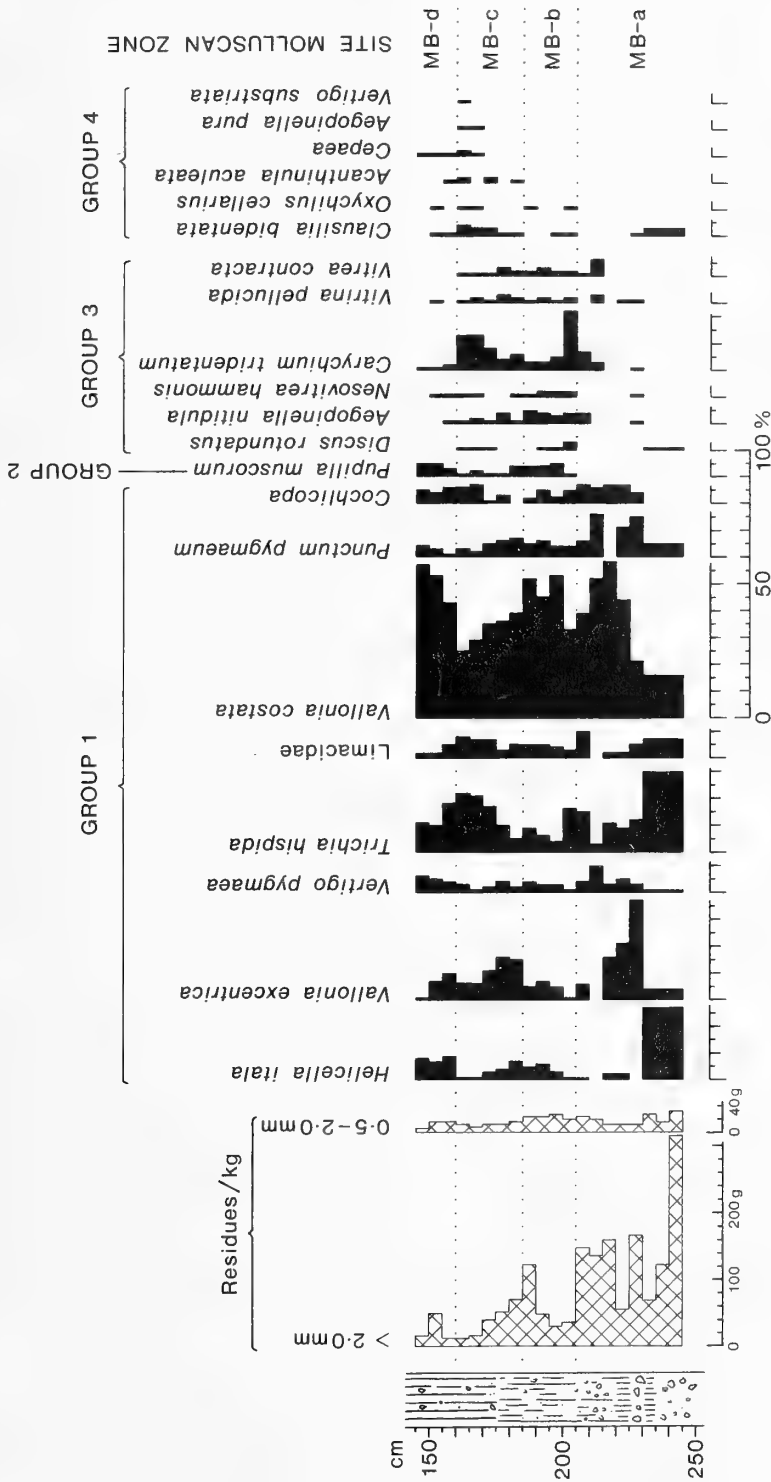 GROUP 1
GROUP 2
GROUP 3
GROUP 4
SITE MOLLUSCAN ZONE
Residues/kg
> 2·0mm
0·5–2·0mm
Helicella itala
Vallonia excentrica
Vertigo pygmaea
Trichia hispida
Limacidae
Vallonia costata
Punctum pygmaeum
Cochlicopa
Pupilla muscorum
Discus rotundatus
Aegopinella nitidula
Nesovitrea hammonis
Carychium tridentatum
Vitrina pellucida
Vitrea contracta
Clausilia bidentata
Oxychilus cellarius
Acanthinula aculeata
Cepaea
Aegopinella pura
Vertigo substriata
MB-d
MB-c
MB-b
MB-a
cm
150
200
250
0 100 200g
0 40g
0 50 100%